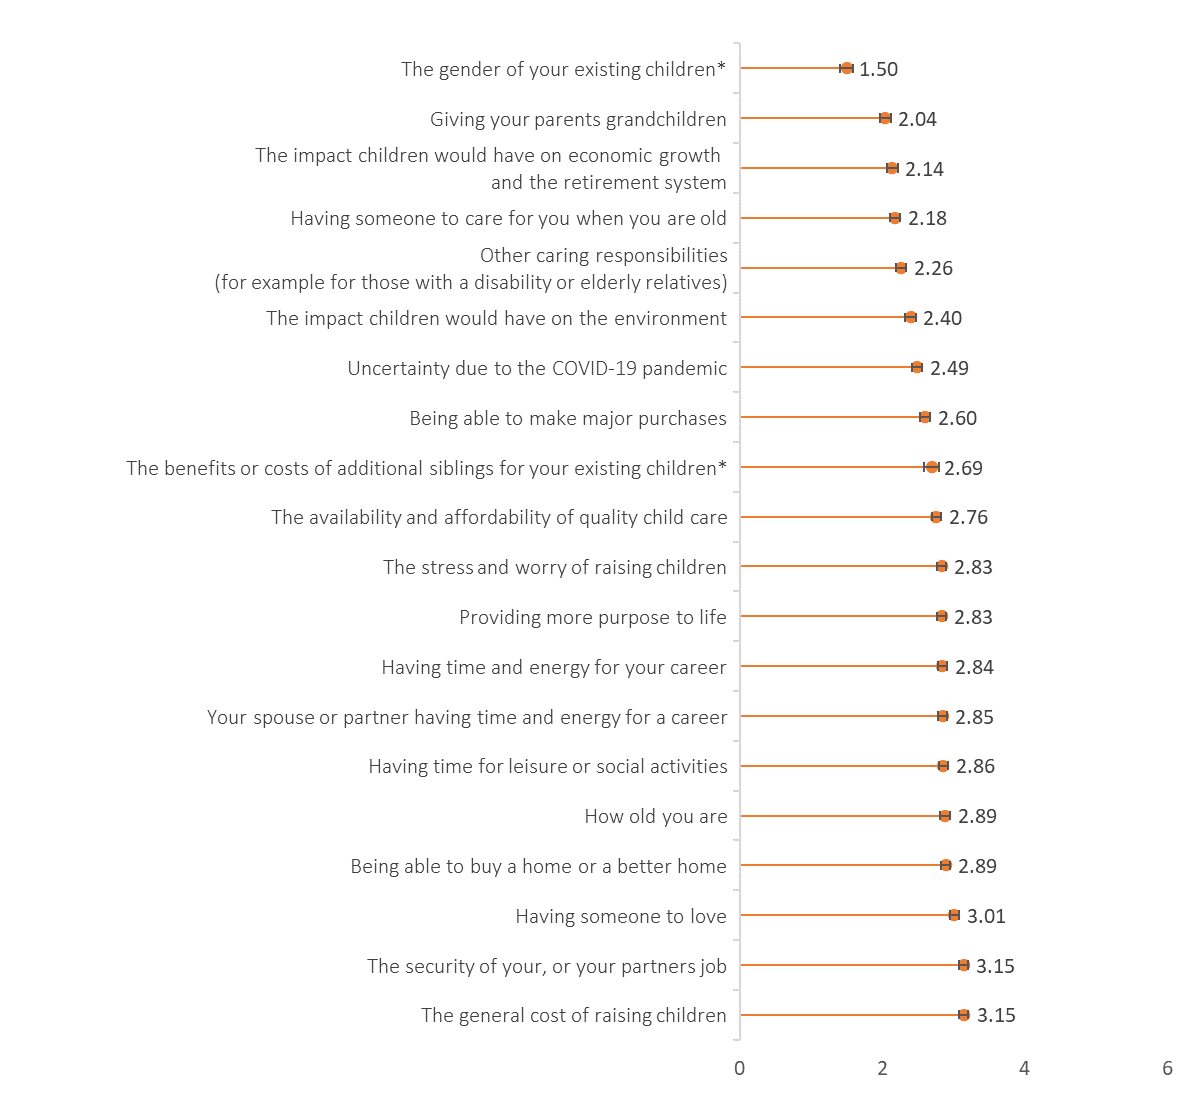 The gender of your existing children* 1.50
Giving your parents grandchildren 2.04
The impact children would have on economic growth
and the retirement system 2.14
Having someone to care for you when you are old 2.18
Other caring responsibilities
(for example for those with a disability or elderly relatives) 2.26
The impact children would have on the environment 2.40
Uncertainty due to the COVID-19 pandemic 2.49
Being able to make major purchases 2.60
The benefits or costs of additional siblings for your existing children* 2.69
The availability and affordability of quality child care 2.76
The stress and worry of raising children 2.83
Providing more purpose to life 2.83
Having time and energy for your career 2.84
Your spouse or partner having time and energy for a career 2.85
Having time for leisure or social activities 2.86
How old you are 2.89
Being able to buy a home or a better home 2.89
Having someone to love 3.01
The security of your, or your partners job 3.15
The general cost of raising children 3.15
0 2 4 6